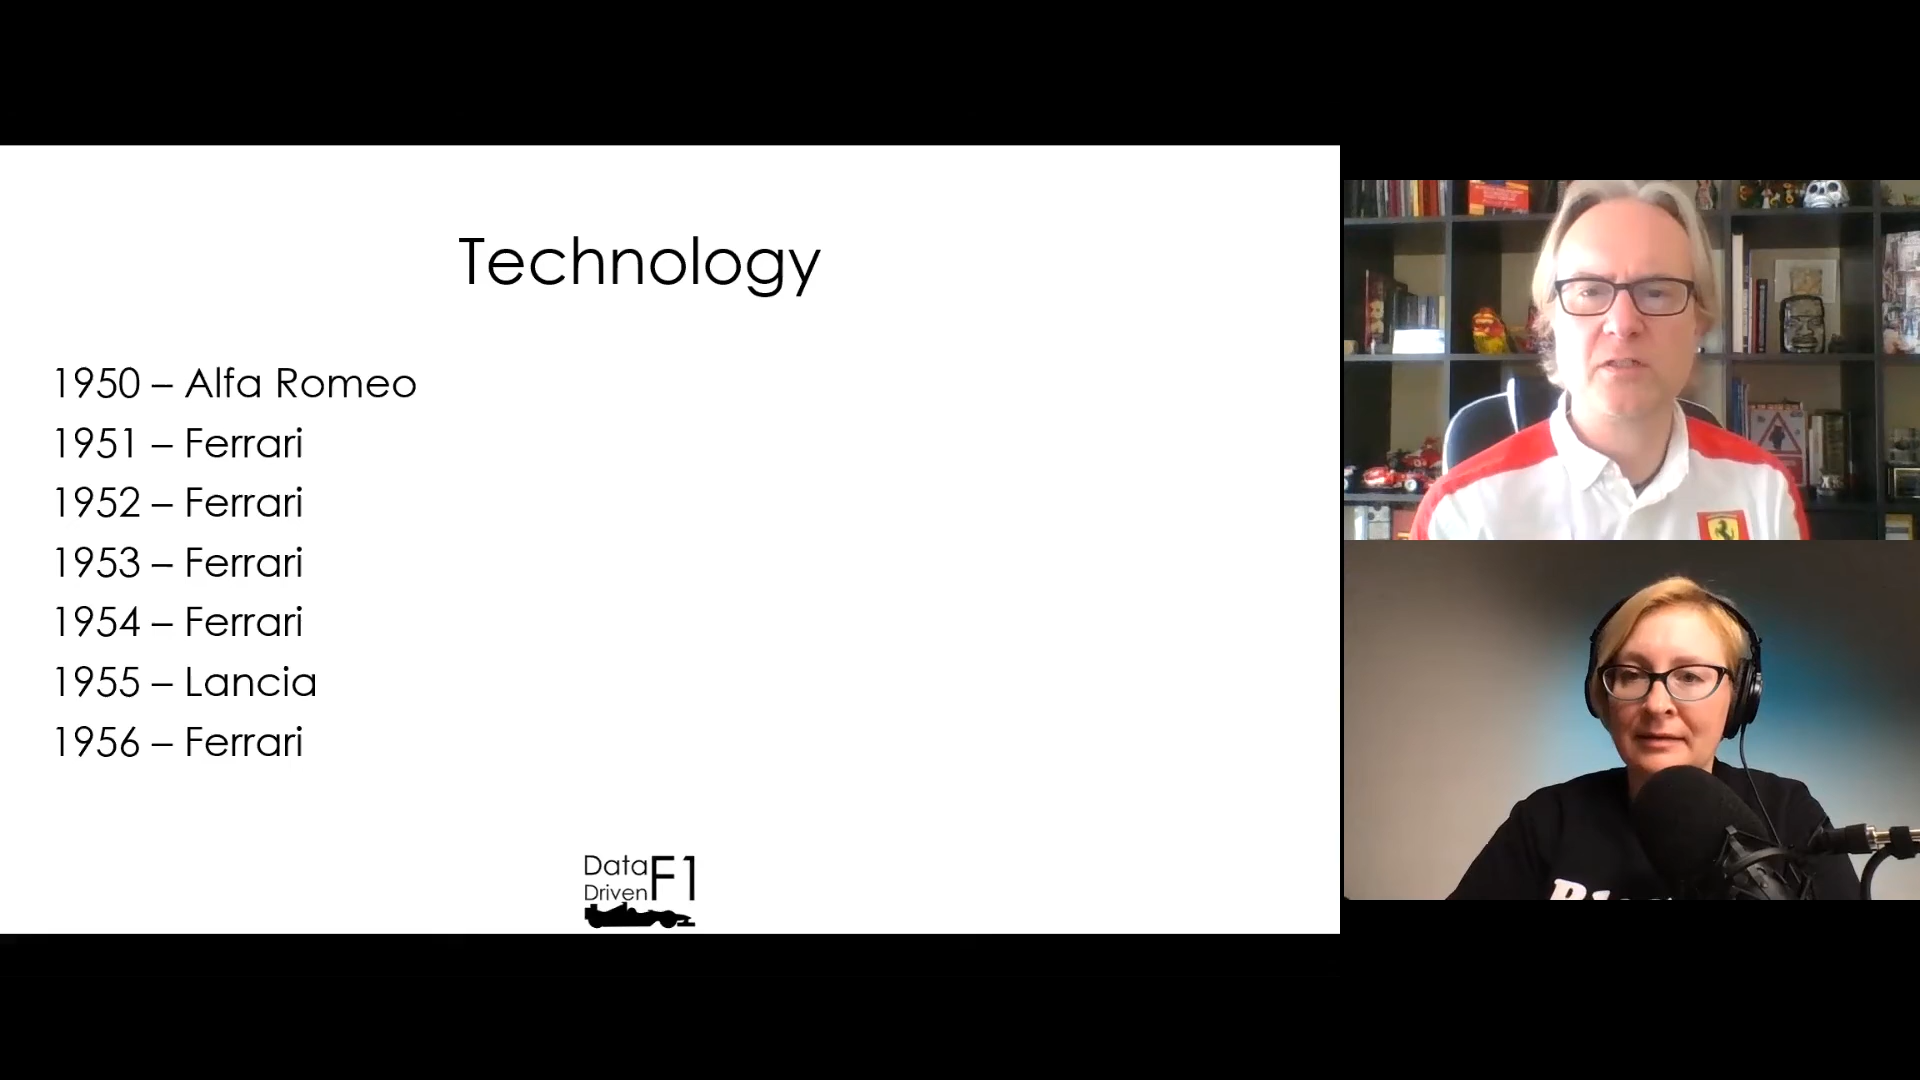 Technology
1950 – Alfa Romeo
1951 – Ferrari
1952 – Ferrari
1953 – Ferrari
1954 – Ferrari
1955 – Lancia
1956 – Ferrari
Data
Driven
F1